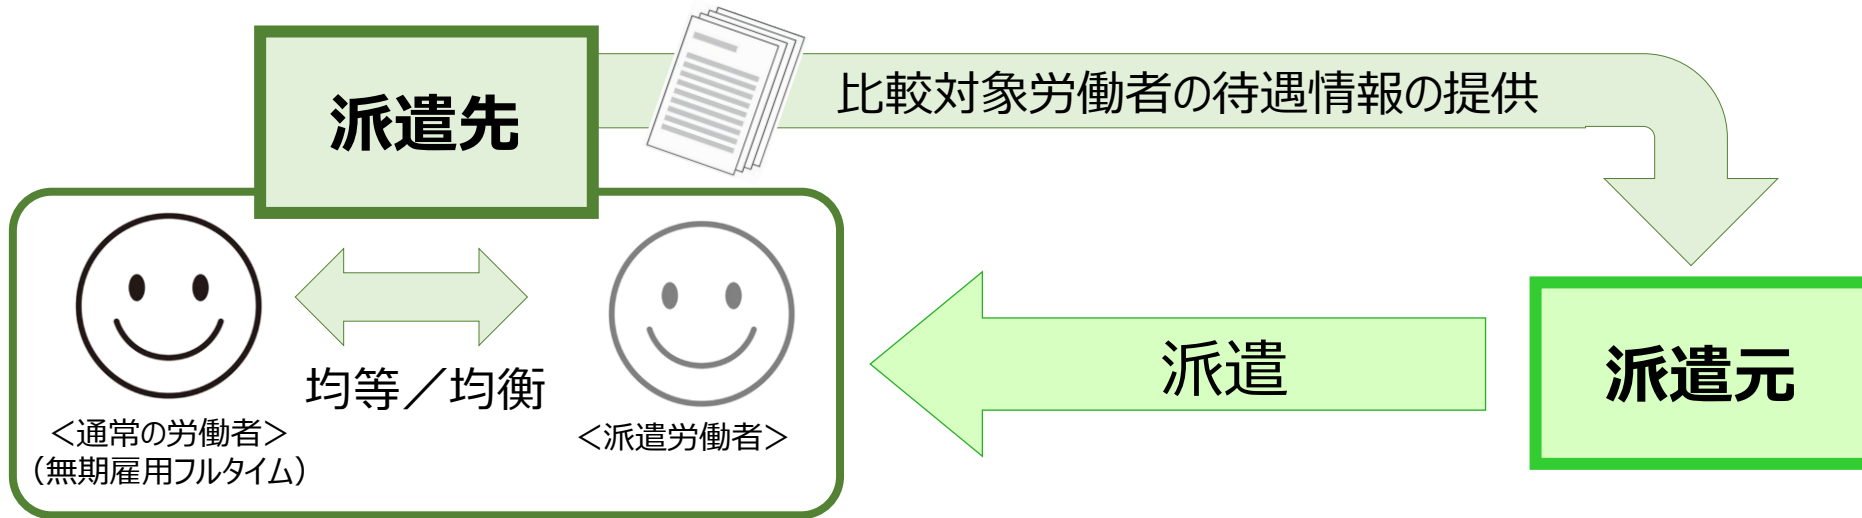 派遣先
比較対象労働者の待遇情報の提供
均等／均衡
＜通常の労働者＞
（無期雇用フルタイム）
＜派遣労働者＞
派遣
派遣元